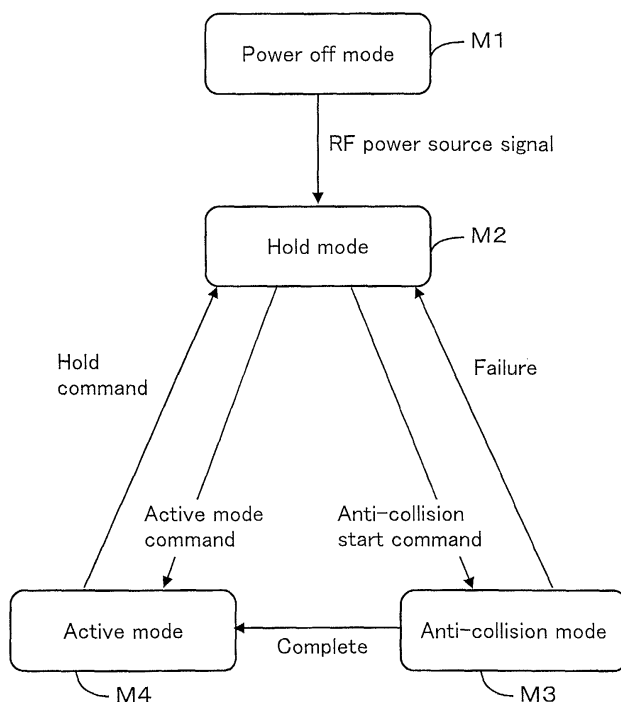 Power off mode
M1
RF power source signal
Hold mode
M2
Hold
command
Failure
Active mode
command
Anti-collision
start command
Active mode
Complete
Anti-collision mode
M4
M3